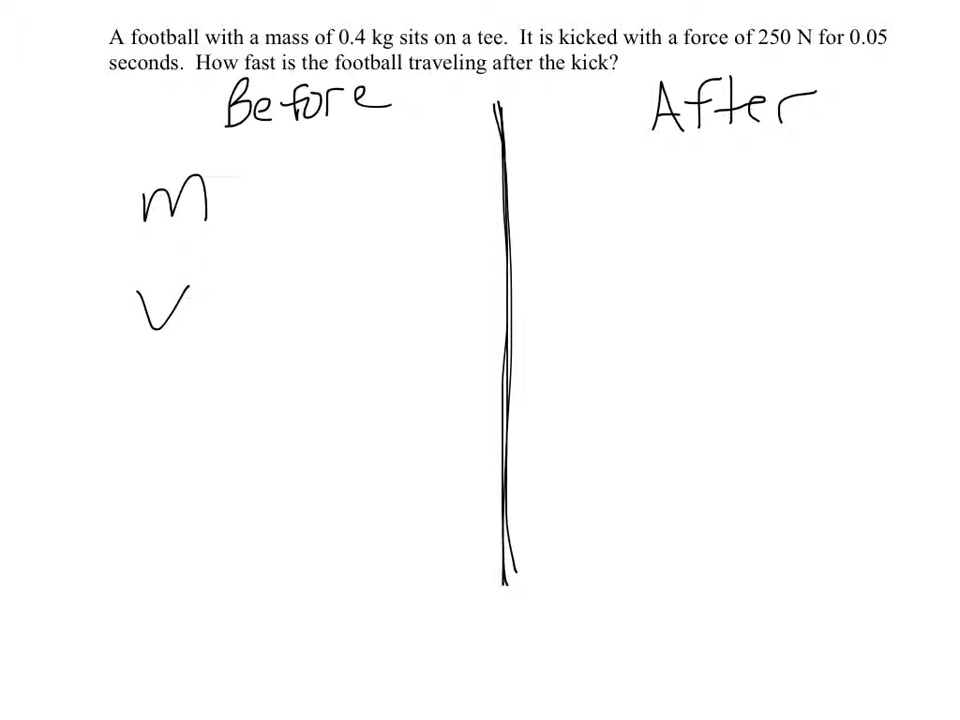 A football with a mass of 0.4 kg sits on a tee. It is kicked with a force of 250 N for 0.05
seconds. How fast is the football traveling after the kick?
Before After
m
v